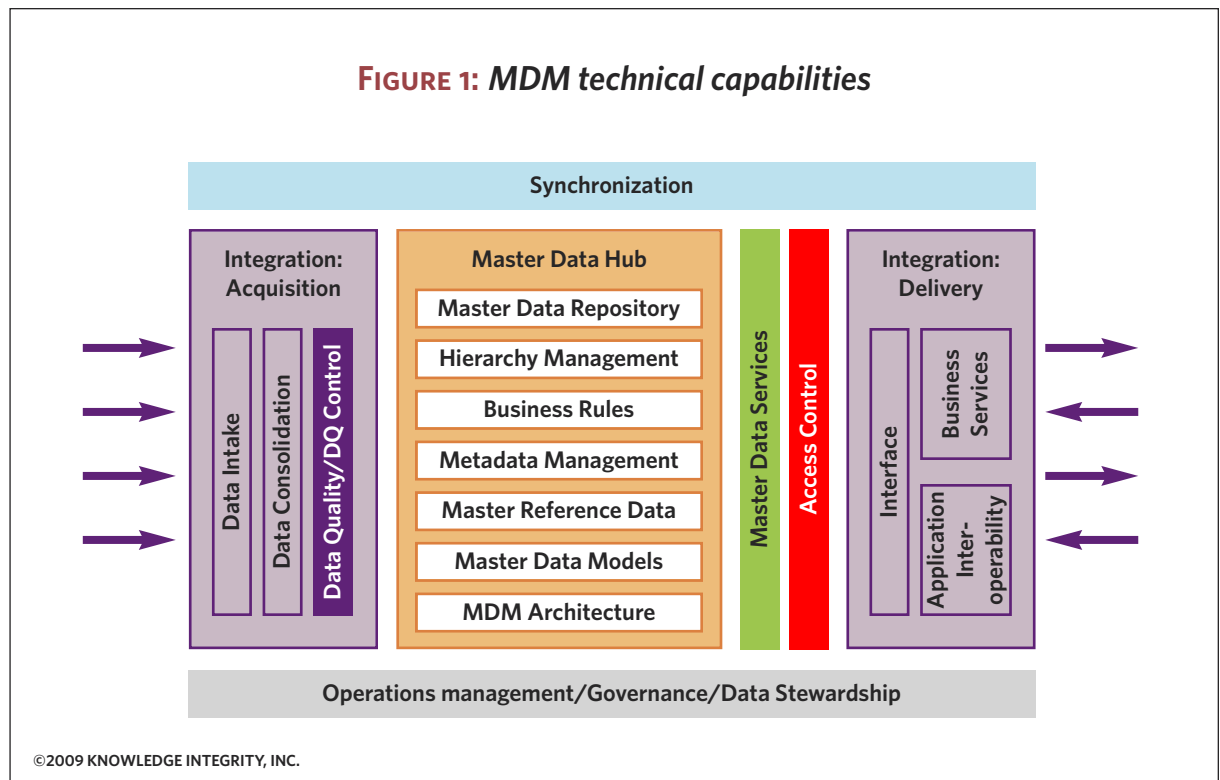 FIGURE 1: MDM technical capabilities
Synchronization
Integration:
Acquisition
Data Intake
Data Consolidation
Data Quality/DQ Control
Master Data Hub
Master Data Repository
Hierarchy Management
Business Rules
Metadata Management
Master Reference Data
Master Data Models
MDM Architecture
Master Data Services
Access Control
Integration:
Delivery
Interface
Business
Services
Application
Inter-
operability
Operations management/Governance/Data Stewardship
©2009 KNOWLEDGE INTEGRITY, INC.